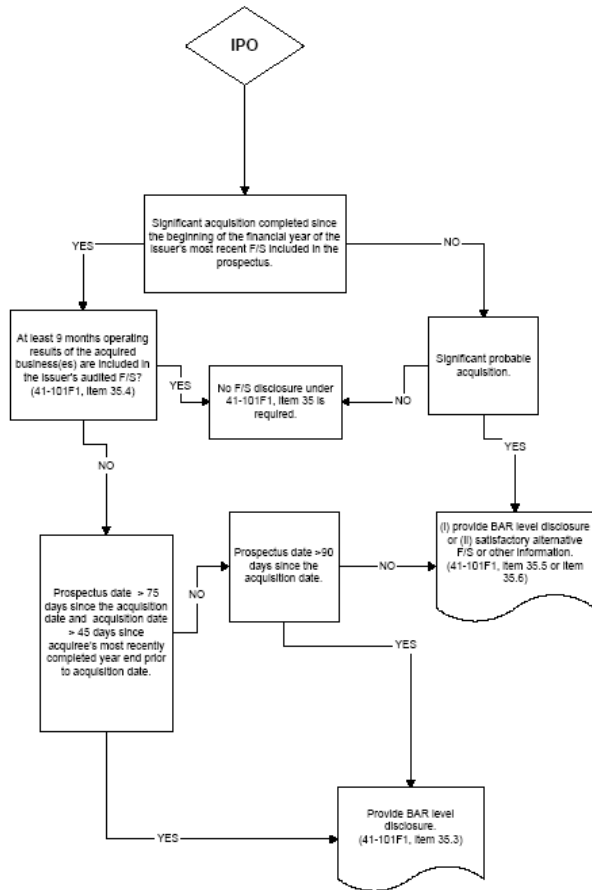 IPO
Significant acquisition completed since
the beginning of the financial year of the
issuer's most recent F/S included in the
prospectus.
YES
NO
At least 9 months operating
results of the acquired
business(es) are included in
the issuer's audited F/S?
(41-101F1, Item 35.4)
YES
No F/S disclosure under
41-101F1, Item 35 is
required.
NO
Significant probable
acquisition.
NO
YES
Prospectus date > 75
days since the acquisition
date and acquisition date
> 45 days since
acquiree's most recently
completed year end prior
to acquisition date.
NO
Prospectus date >90
days since the
acquisition date.
NO
(I) provide BAR level disclosure
or (II) satisfactory alternative
F/S or other information.
(41-101F1, Item 35.5 or Item
35.6)
YES
YES
Provide BAR level
disclosure.
(41-101F1, Item 35.3)